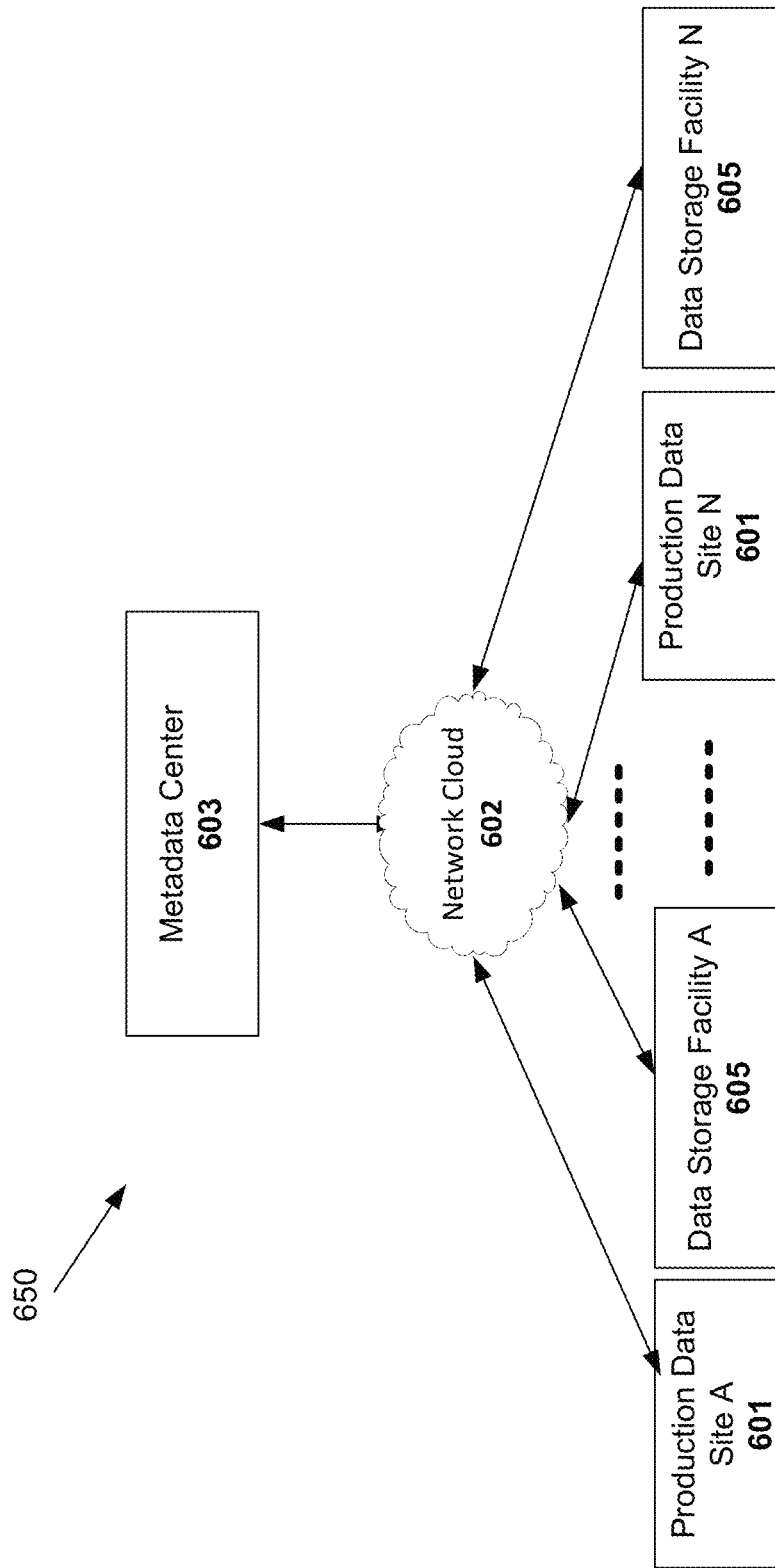 650
Metadata Center
603
Network Cloud
602
Production Data
Site A
601
Data Storage Facility A
605
Production Data
Site N
601
Data Storage Facility N
605